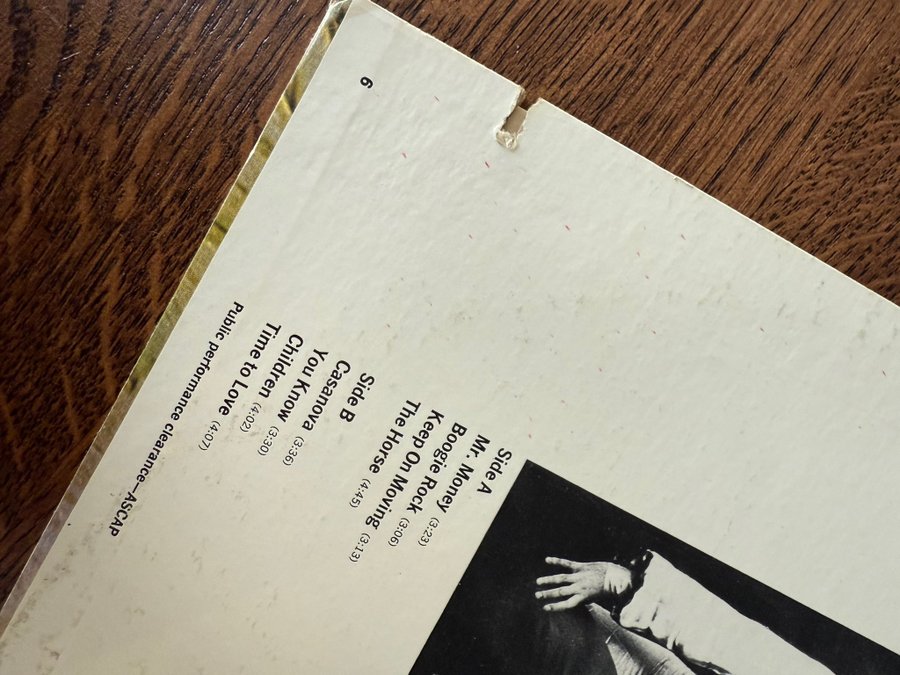 6
Side A
Mr. Money (3:23)
Boogie Rock (3:06)
Keep On Moving (3:13)
The Horse (4:45)
Side B
Casanova (3:36)
You Know (3:30)
Children (4:02)
Time to Love (4:07)
Public performance clearance—ASCAP